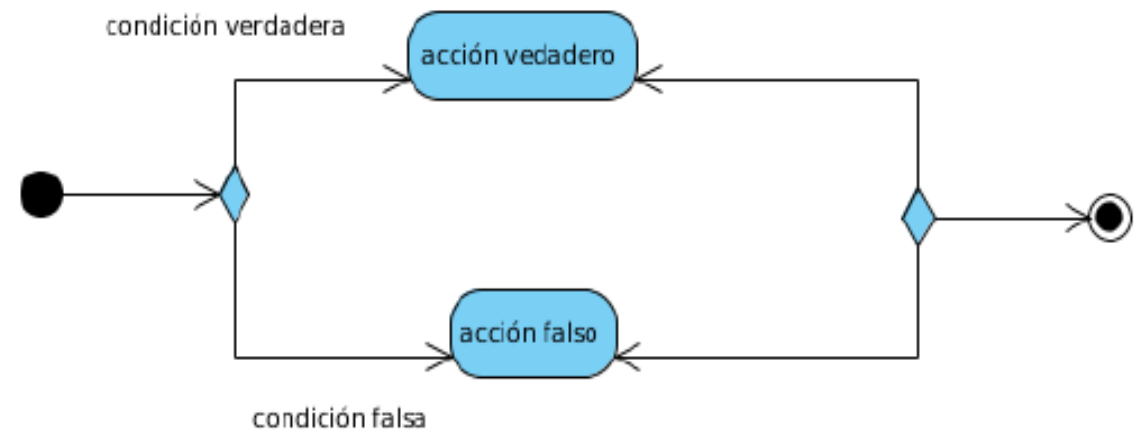 condición verdadera
acción vedadero
acción falso
condición falsa